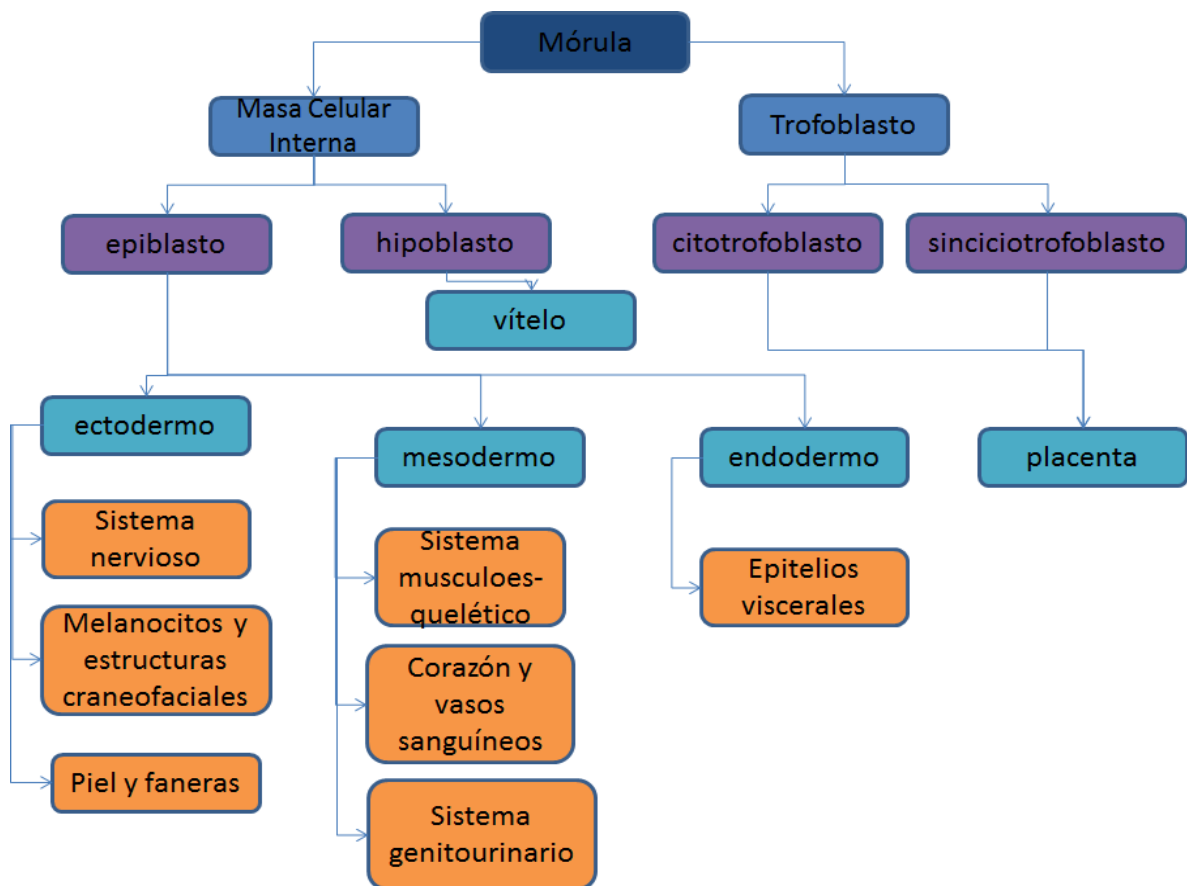 Mórula
Masa Celular
Interna
Trofoblasto
epiblasto
hipoblasto
citotrofoblasto
sinciciotrofoblasto
vítelo
ectodermo
mesodermo
endodermo
placenta
Sistema
nervioso
Melanocitos y
estructuras
craneofaciales
Piel y faneras
Sistema
musculoes-
quelético
Corazón y
vasos
sanguíneos
Sistema
genitourinario
Epitelios
viscerales